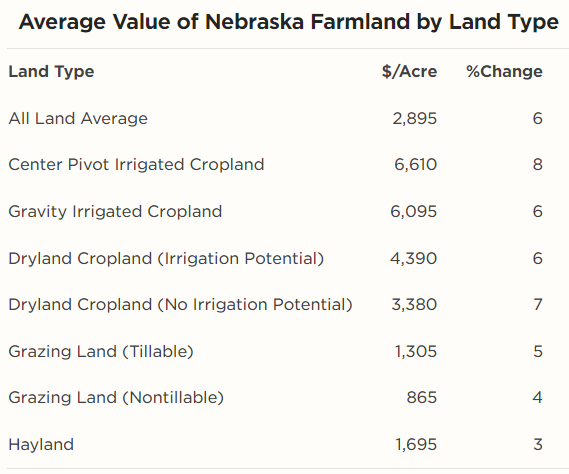 Average Value of Nebraska Farmland by Land Type
Land Type $/Acre %Change
All Land Average 2,895 6
Center Pivot Irrigated Cropland 6,610 8
Gravity Irrigated Cropland 6,095 6
Dryland Cropland (Irrigation Potential) 4,390 6
Dryland Cropland (No Irrigation Potential) 3,380 7
Grazing Land (Tillable) 1,305 5
Grazing Land (Nontillable) 865 4
Hayland 1,695 3